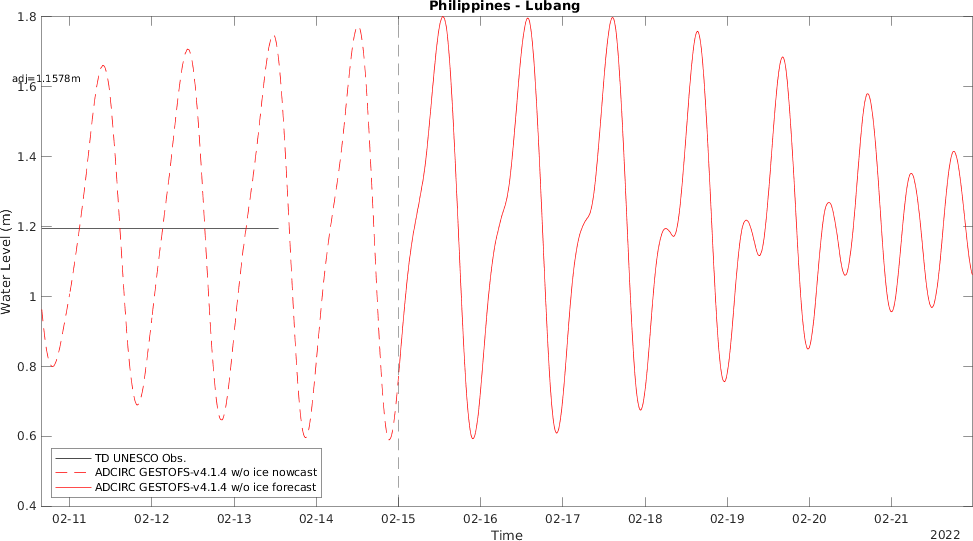 Philippines - Lubang
adj=1.1578m
Water Level (m)
1.8
1.6
1.4
1.2
1
0.8
0.6
0.4
TD UNESCO Obs.
ADCIRC GESTOFS-v4.1.4 w/o ice nowcast
ADCIRC GESTOFS-v4.1.4 w/o ice forecast
02-11 02-12 02-13 02-14 02-15 02-16 02-17 02-18 02-19 02-20 02-21
Time
2022